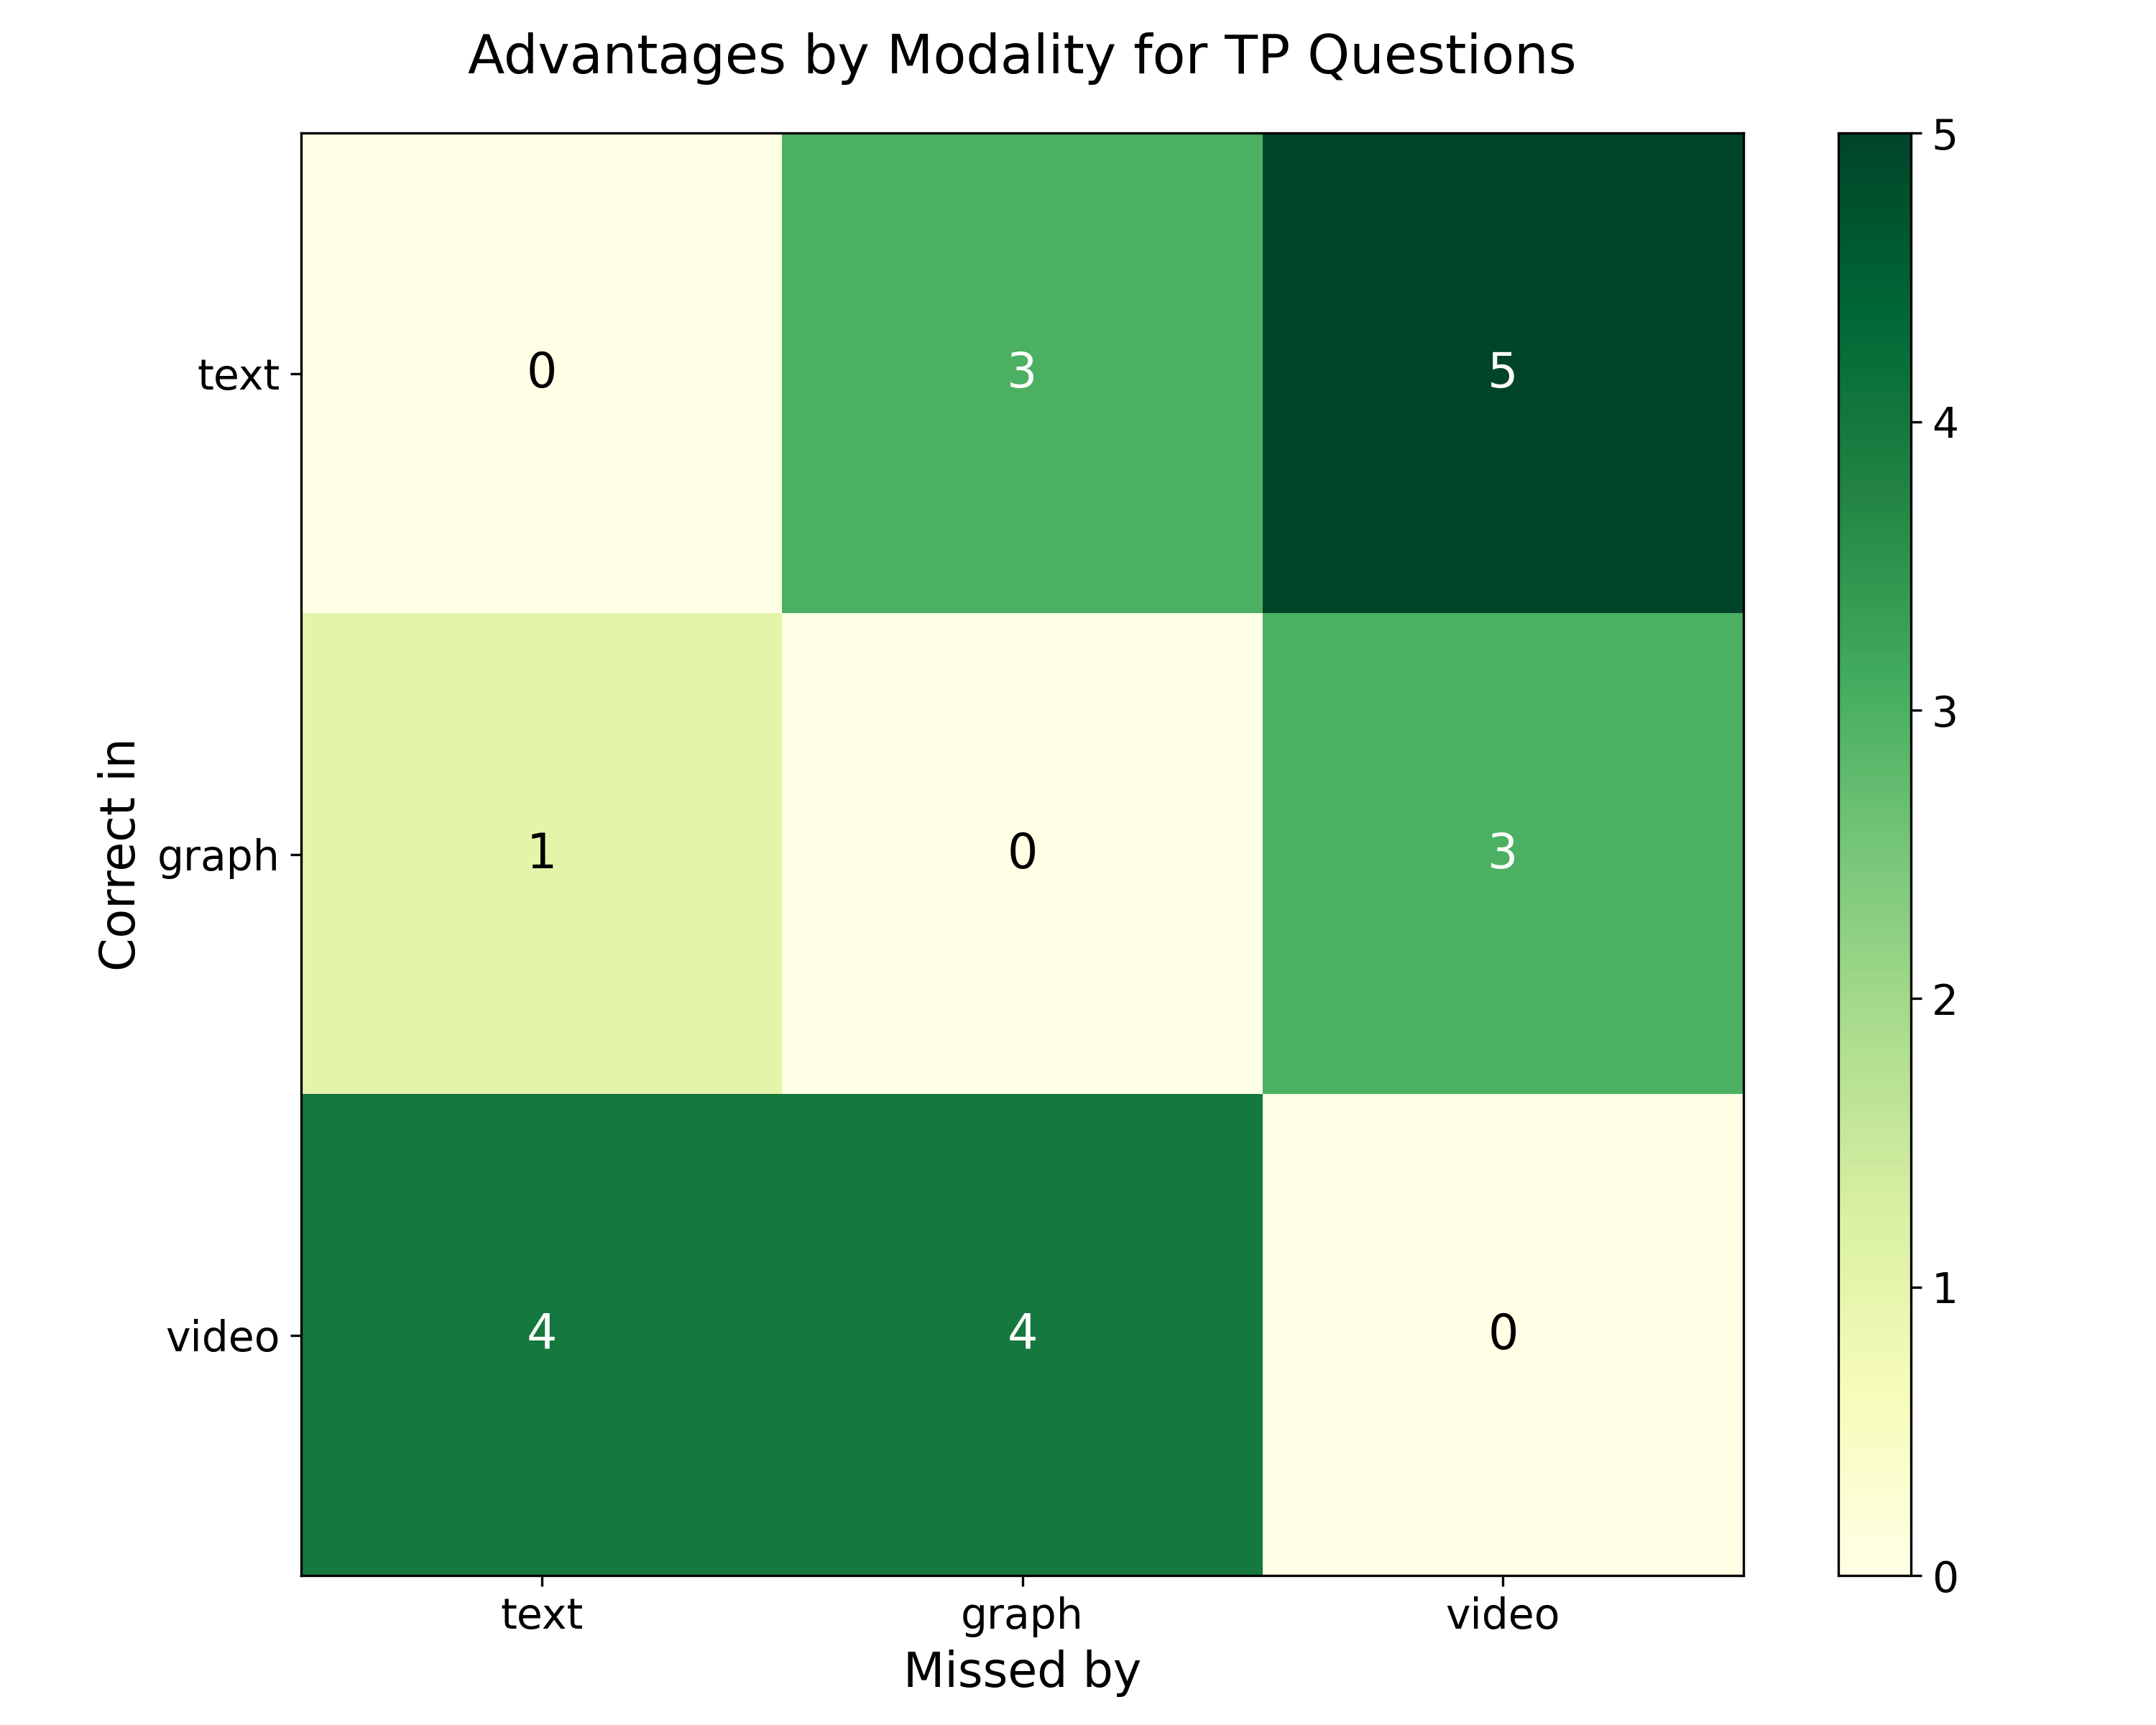 Advantages by Modality for TP Questions
Correct in
text
graph
video
0 3 5
1 0 3
4 4 0
text graph video
Missed by
5
4
3
2
1
0